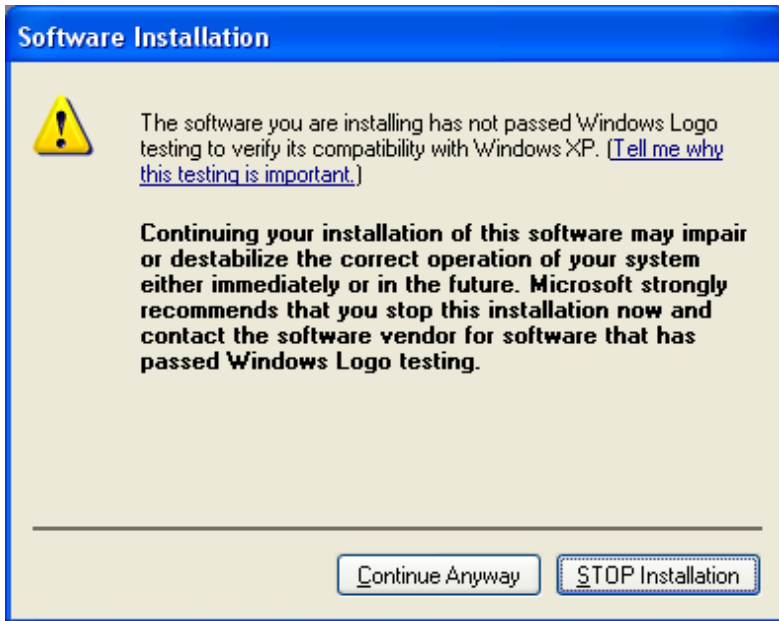 Software Installation
The software you are installing has not passed Windows Logo
testing to verify its compatibility with Windows XP. (Tell me why
this testing is important.)
Continuing your installation of this software may impair
or destabilize the correct operation of your system
either immediately or in the future. Microsoft strongly
recommends that you stop this installation now and
contact the software vendor for software that has
passed Windows Logo testing.
Continue Anyway
STOP Installation